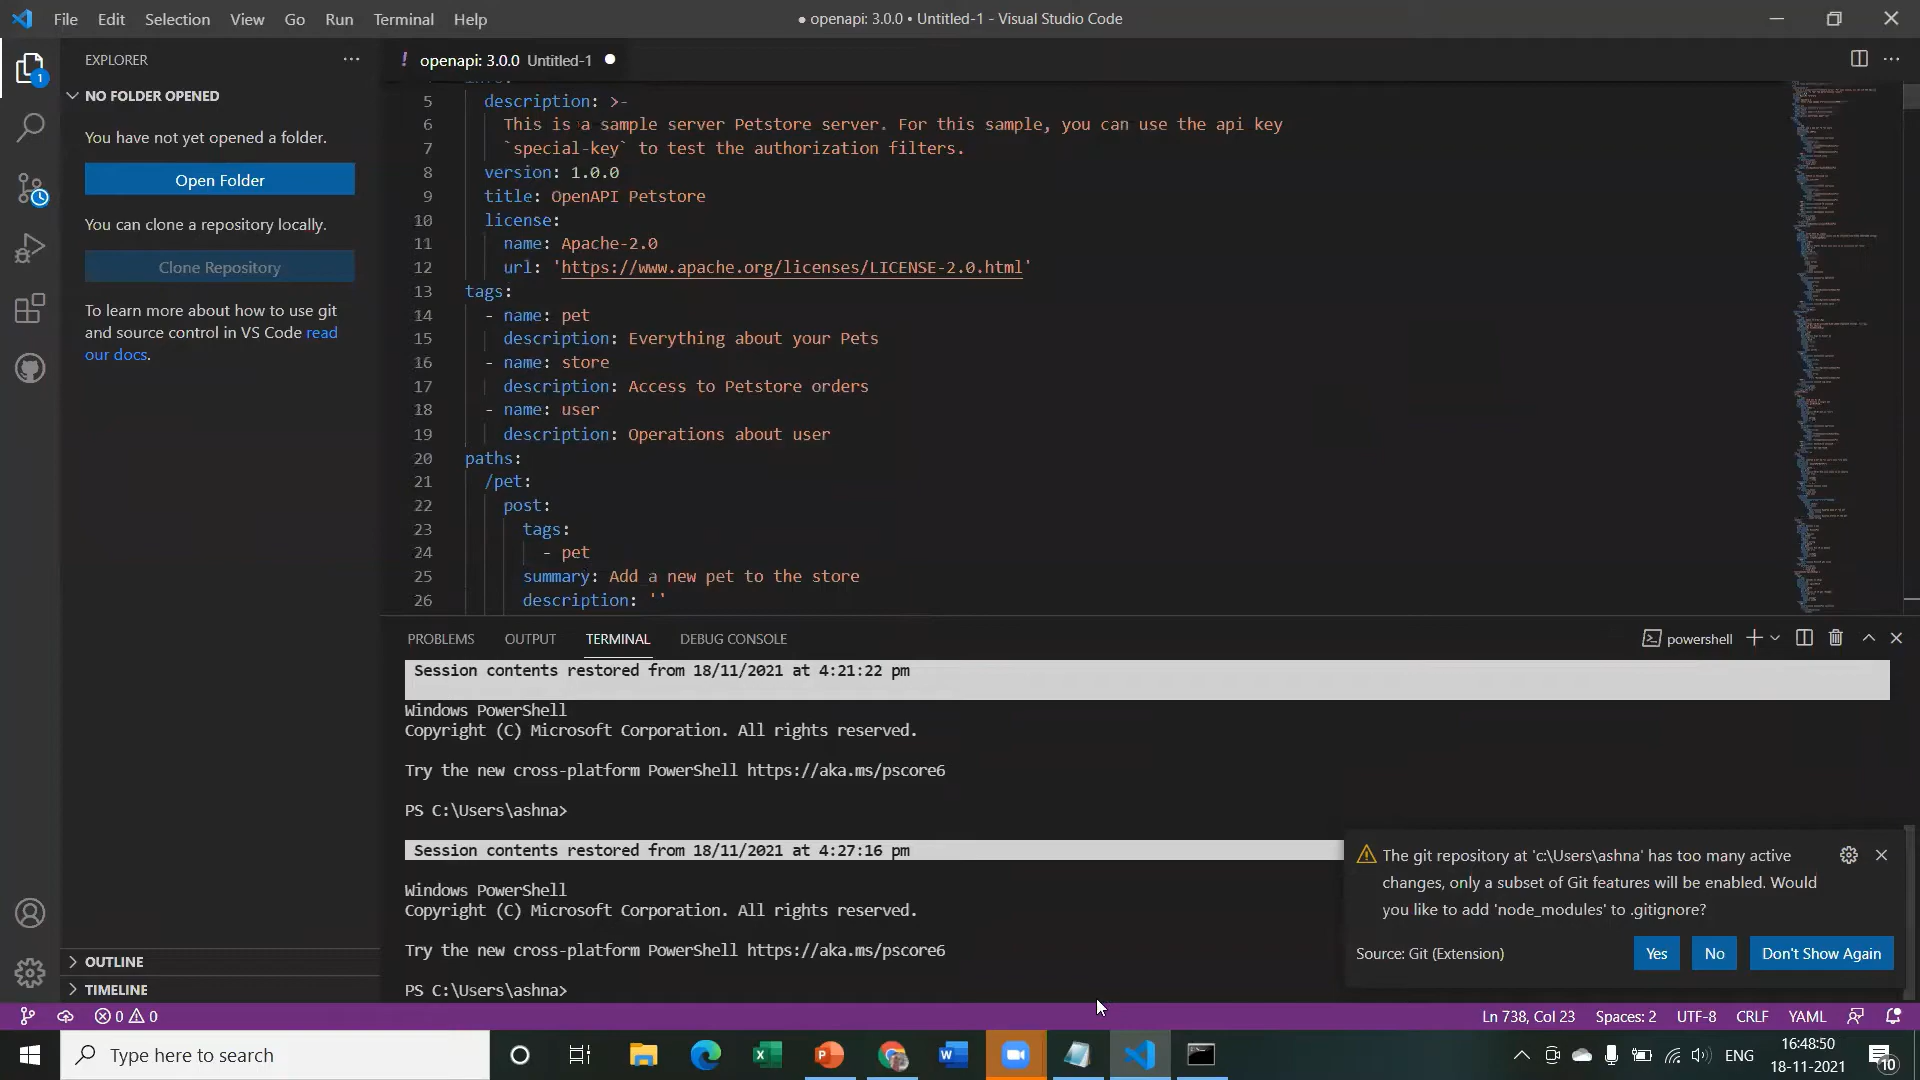 File Edit Selection View Go Run Terminal Help
● openapi: 3.0.0 • Untitled-1 - Visual Studio Code
EXPLORER
! openapi: 3.0.0 Untitled-1
NO FOLDER OPENED
You have not yet opened a folder.
Open Folder
You can clone a repository locally.
Clone Repository
To learn more about how to use git
and source control in VS Code read
our docs.
1
5 description: >-
6 This is a sample server Petstore server. For this sample, you can use the api key
7 `special-key` to test the authorization filters.
8 version: 1.0.0
9 title: OpenAPI Petstore
10 license:
11 name: Apache-2.0
12 url: 'https://www.apache.org/licenses/LICENSE-2.0.html'
13 tags:
14 - name: pet
15 description: Everything about your Pets
16 - name: store
17 description: Access to Petstore orders
18 - name: user
19 description: Operations about user
20 paths:
21 /pet:
22 post:
23 tags:
24 - pet
25 summary: Add a new pet to the store
26 description: ''
PROBLEMS OUTPUT TERMINAL DEBUG CONSOLE
powershell
Session contents restored from 18/11/2021 at 4:21:22 pm
Windows PowerShell
Copyright (C) Microsoft Corporation. All rights reserved.
Try the new cross-platform PowerShell https://aka.ms/pscore6
PS C:\Users\ashna>
Session contents restored from 18/11/2021 at 4:27:16 pm
Windows PowerShell
Copyright (C) Microsoft Corporation. All rights reserved.
Try the new cross-platform PowerShell https://aka.ms/pscore6
PS C:\Users\ashna>
The git repository at 'c:\Users\ashna' has too many active
changes, only a subset of Git features will be enabled. Would
you like to add 'node_modules' to .gitignore?
Source: Git (Extension)
Yes No Don't Show Again
OUTLINE
TIMELINE
0 0
Ln 738, Col 23 Spaces: 2 UTF-8 CRLF YAML
Type here to search
ENG
16:48:50
18-11-2021
10